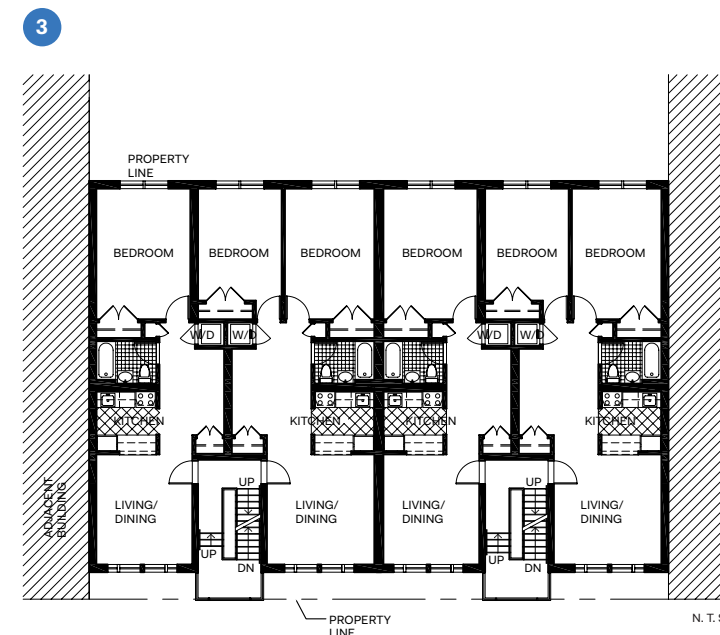 3
PROPERTY
LINE
BEDROOM
BEDROOM
BEDROOM
BEDROOM
BEDROOM
BEDROOM
W/D
W/D
W/D
W/D
KITCHEN
KITCHEN
KITCHEN
KITCHEN
ADJACENT
BUILDING
LIVING/
DINING
UP
UP
DN
LIVING/
DINING
LIVING/
DINING
UP
UP
DN
LIVING/
DINING
PROPERTY
LINE
N. T. S